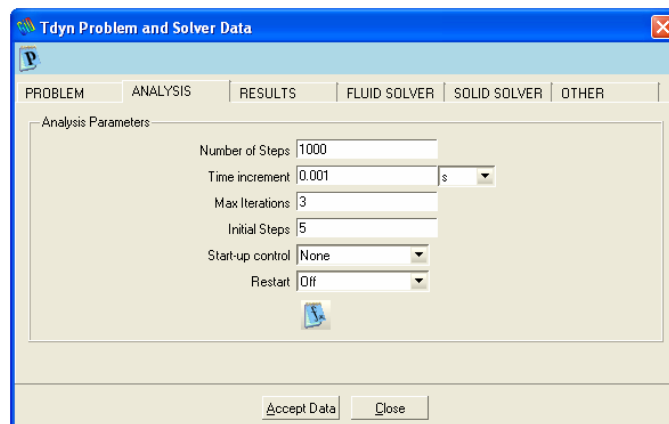 Tdyn Problem and Solver Data
P
PROBLEM ANALYSIS RESULTS FLUID SOLVER SOLID SOLVER OTHER
Analysis Parameters
Number of Steps 1000
Time increment 0.001 s
Max Iterations 3
Initial Steps 5
Start-up control None
Restart Off
Accept Data Close